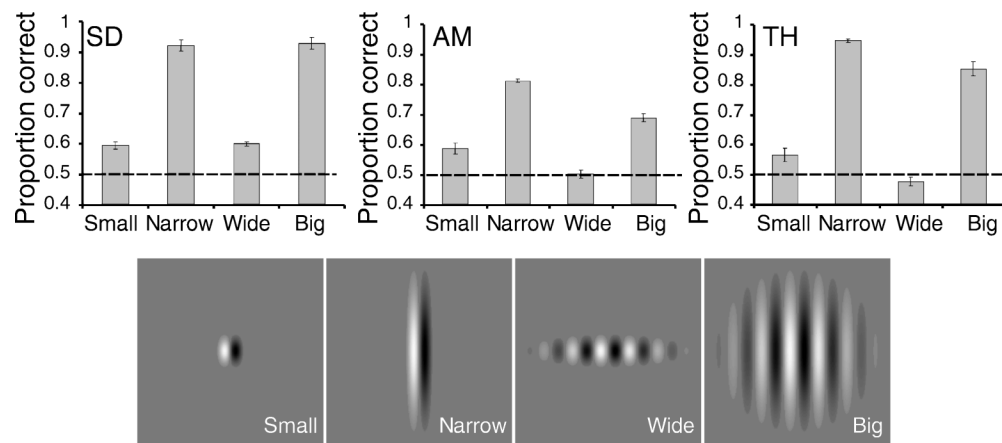 SD
Proportion correct
1
0.9
0.8
0.7
0.6
0.5
0.4
Small Narrow Wide Big
AM
Proportion correct
1
0.9
0.8
0.7
0.6
0.5
0.4
Small Narrow Wide Big
TH
Proportion correct
1
0.9
0.8
0.7
0.6
0.5
0.4
Small Narrow Wide Big
Small
Narrow
Wide
Big